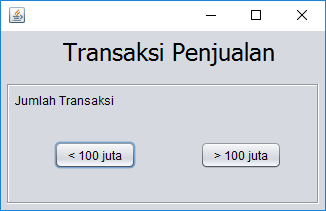 Transaksi Penjualan
Jumlah Transaksi
< 100 juta
> 100 juta